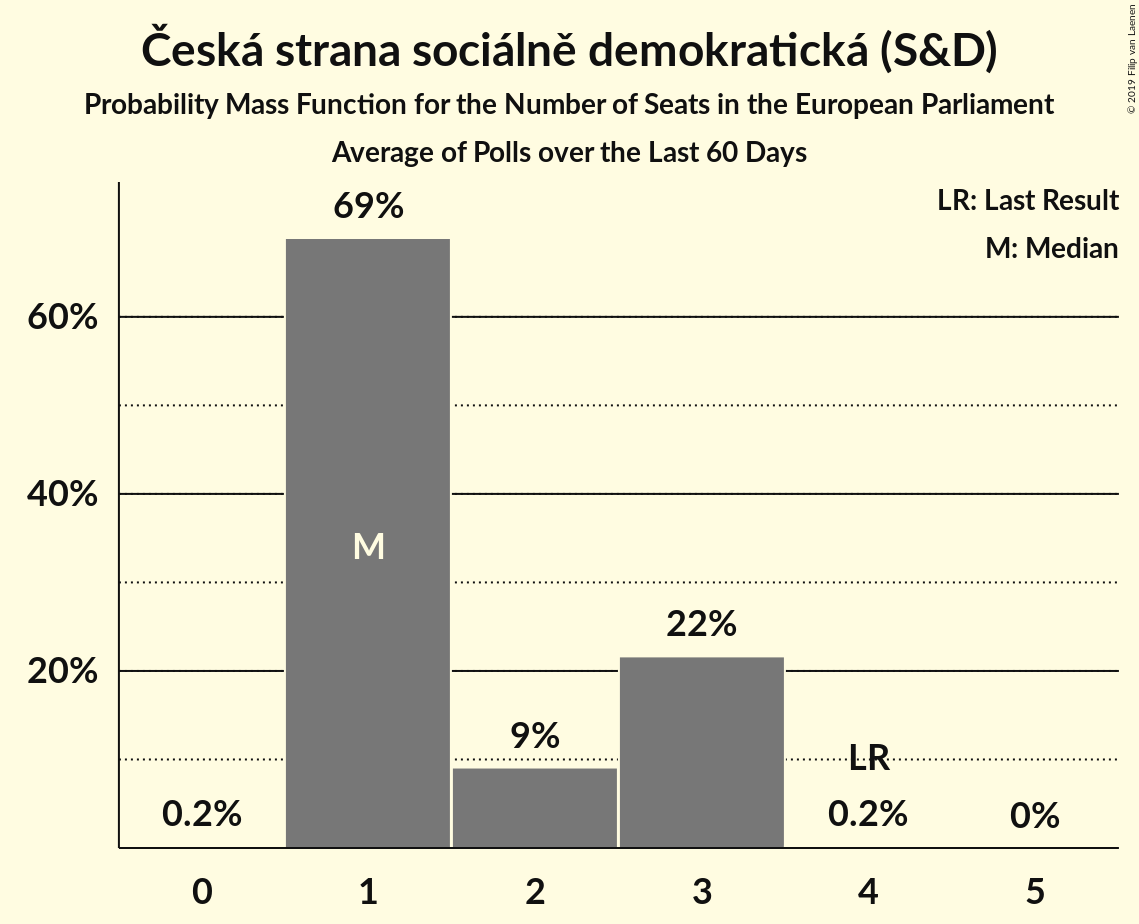 Česká strana sociálně demokratická (S&D)
Probability Mass Function for the Number of Seats in the European Parliament
Average of Polls over the Last 60 Days
© 2019 Filip van Laenen
LR: Last Result
M: Median
69%
60%
40%
M
22%
20%
9%
LR
0.2%
0.2%
0%
0 1 2 3 4 5